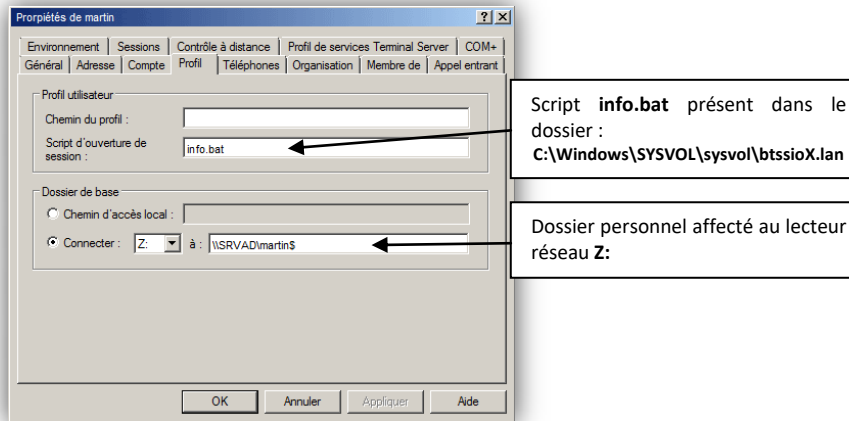 Prorpiétés de martin
Environnement Sessions Contrôle à distance Profil de services Terminal Server COM+
Général Adresse Compte Profil Téléphones Organisation Membre de Appel entrant
Profil utilisateur
Chemin du profil :
Script d'ouverture de
session :
info.bat
Dossier de base
Chemin d'accès local :
Connecter : Z: à : \\SRVAD\martin$
OK Annuler Appliquer Aide
Script info.bat présent dans le
dossier :
C:\Windows\SYSVOL\sysvol\btssioX.lan
Dossier personnel affecté au lecteur
réseau Z: